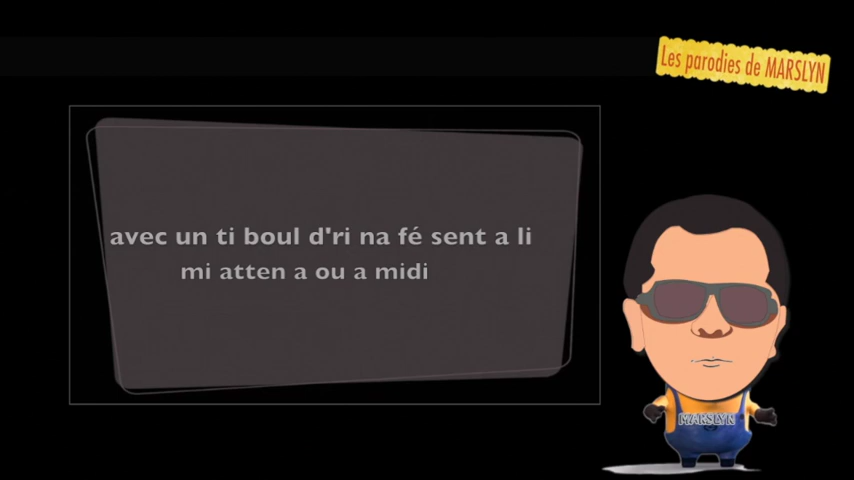 Les parodies de MARSLYN
avec un ti boul d'ri na fé sent a li
mi atten a ou a midi
MARSLYN